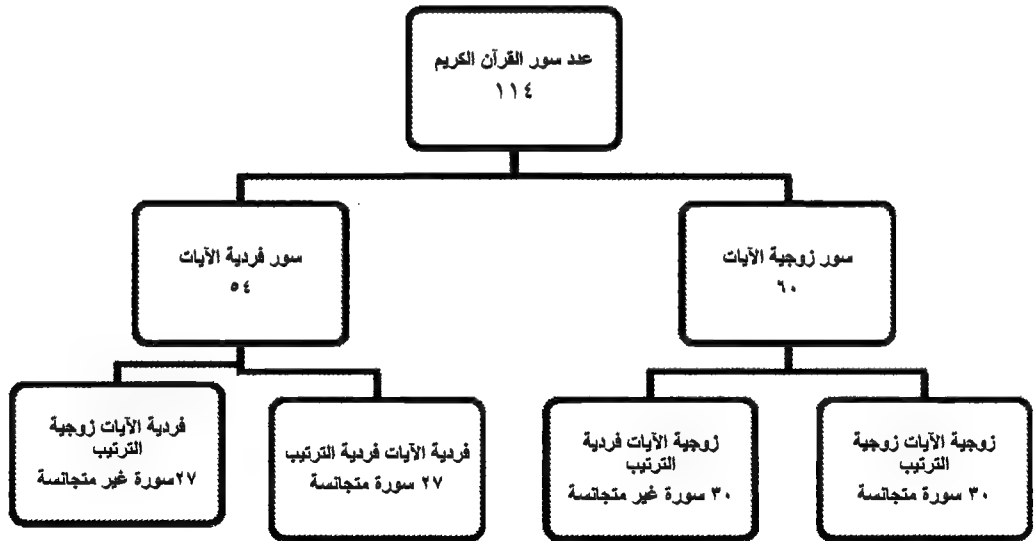 عدد سور القرآن الكريم
١١٤
سور زوجية الآيات
٦٠
سور فردية الآيات
٥٤
زوجية الآيات زوجية
الترتيب
٣٠ سورة متجانسة
زوجية الآيات فردية
الترتيب
٣٠ سورة غير متجانسة
فردية الآيات فردية الترتيب
٢٧ سورة متجانسة
فردية الآيات زوجية
الترتيب
٢٧سورة غير متجانسة